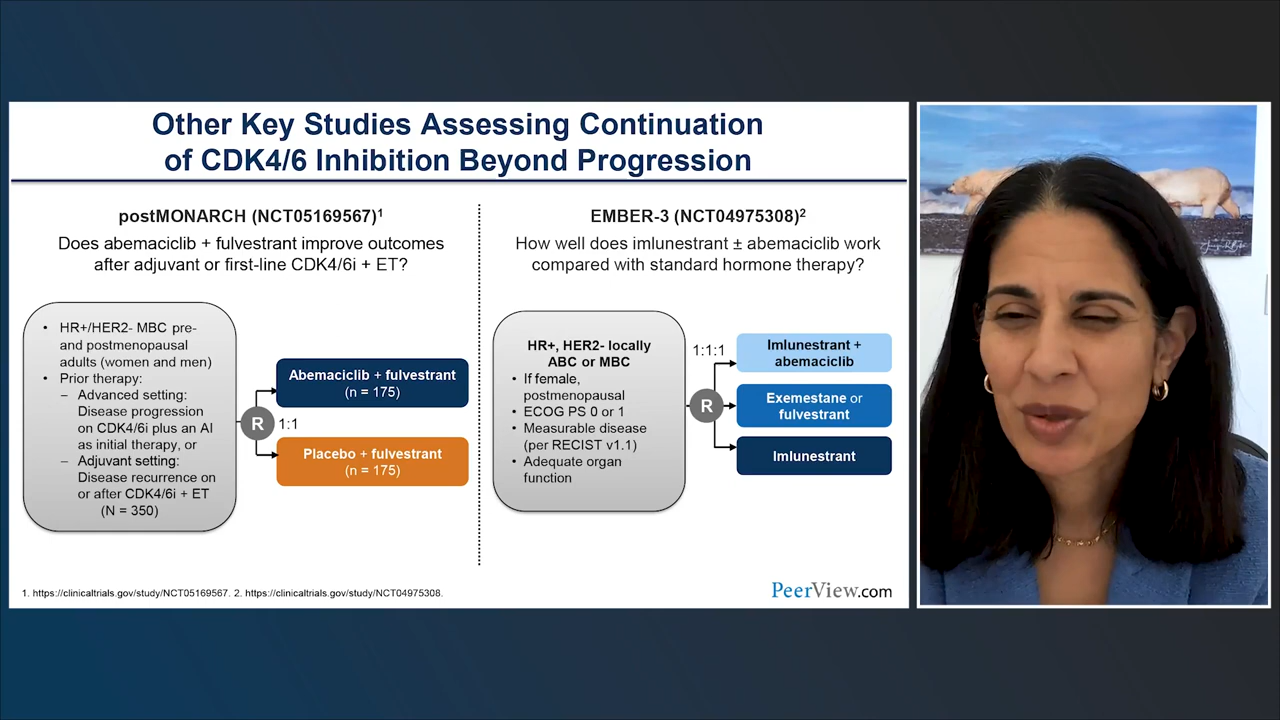 Other Key Studies Assessing Continuation
of CDK4/6 Inhibition Beyond Progression
postMONARCH (NCT05169567)¹
Does abemaciclib + fulvestrant improve outcomes
after adjuvant or first-line CDK4/6i + ET?
• HR+/HER2- MBC pre-
and postmenopausal
adults (women and men)
• Prior therapy:
– Advanced setting:
Disease progression
on CDK4/6i plus an AI
as initial therapy, or
– Adjuvant setting:
Disease recurrence on
or after CDK4/6i + ET
(N = 350)
R
1:1
Abemaciclib + fulvestrant
(n = 175)
Placebo + fulvestrant
(n = 175)
EMBER-3 (NCT04975308)²
How well does imlunestrant ± abemaciclib work
compared with standard hormone therapy?
HR+, HER2- locally
ABC or MBC
• If female,
postmenopausal
• ECOG PS 0 or 1
• Measurable disease
(per RECIST v1.1)
• Adequate organ
function
1:1:1
R
Imlunestrant +
abemaciclib
Exemestane or
fulvestrant
Imlunestrant
1. https://clinicaltrials.gov/study/NCT05169567. 2. https://clinicaltrials.gov/study/NCT04975308.
PeerView.com